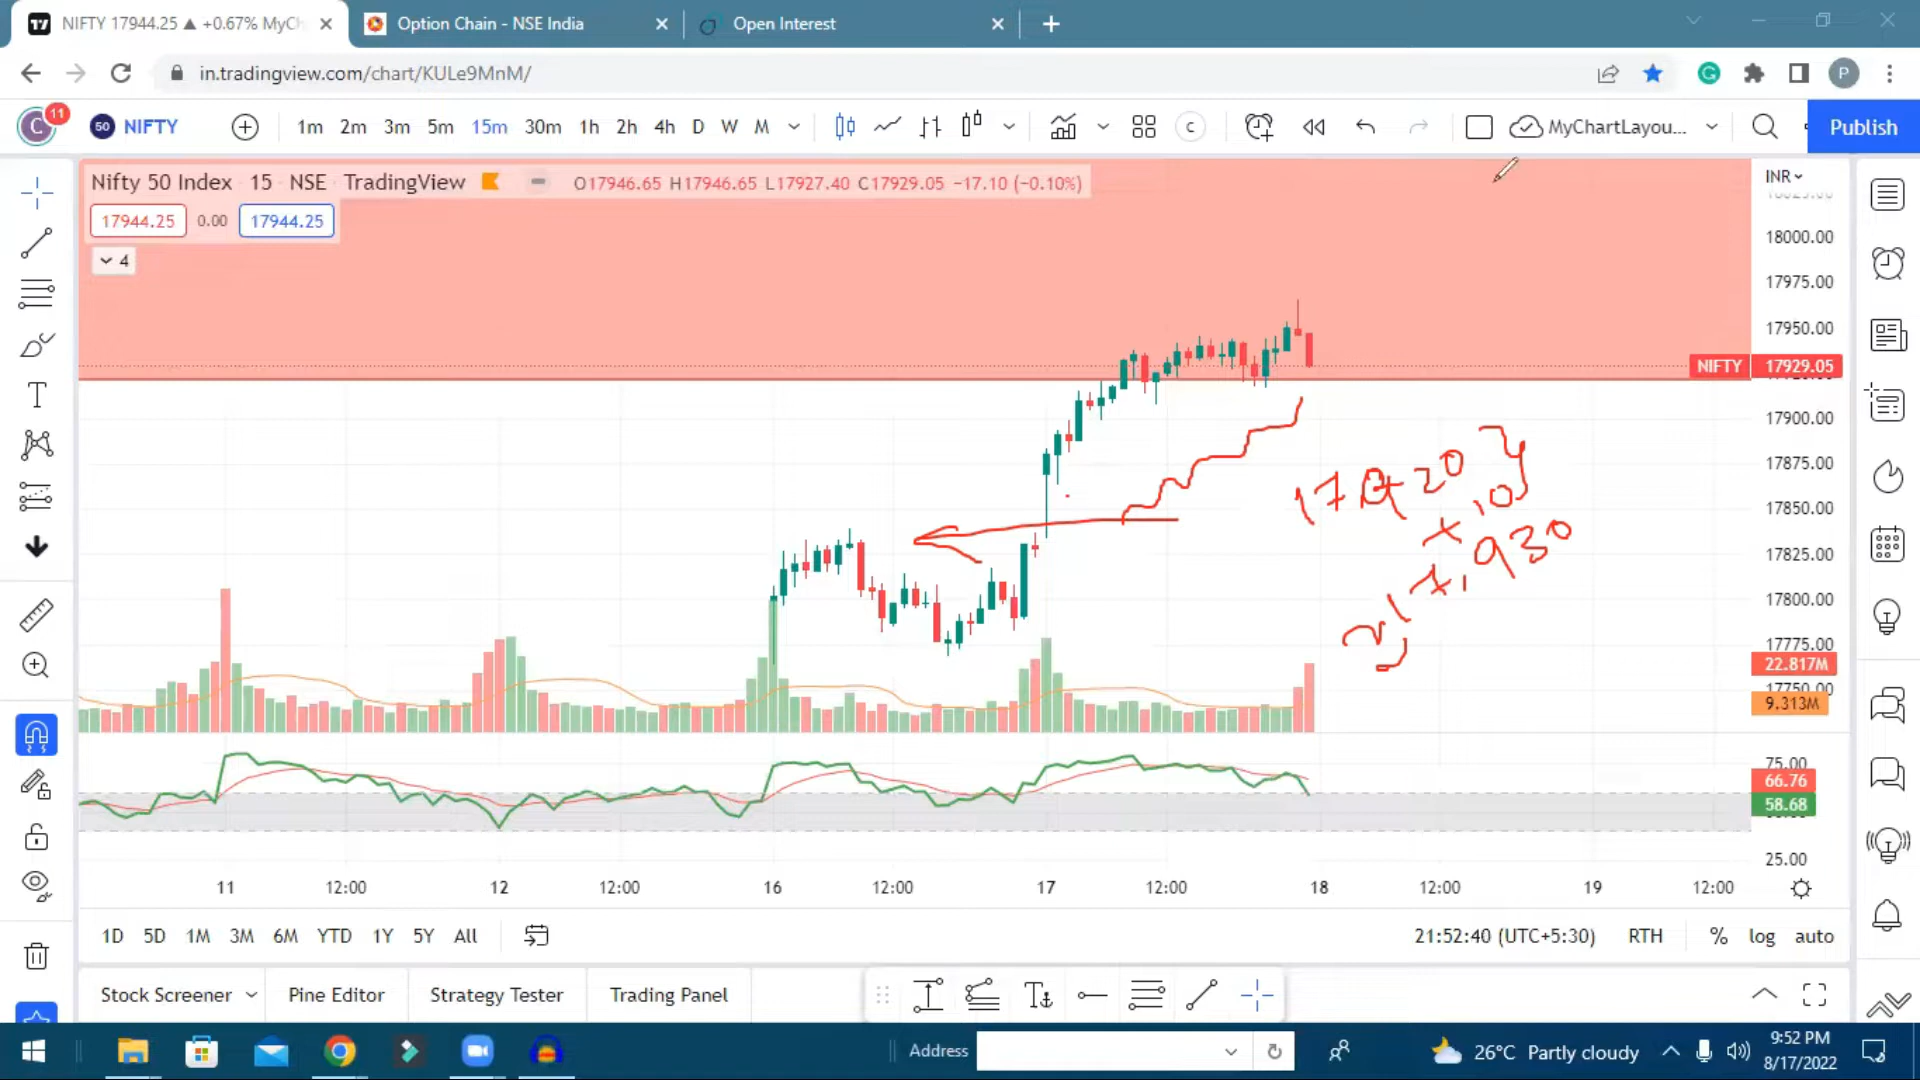 NIFTY 17944.25 ▲ +0.67% MyCh
Option Chain - NSE India
Open Interest
in.tradingview.com/chart/KULe9MnM/
P
C 11
50 NIFTY
1m 2m 3m 5m 15m 30m 1h 2h 4h D W M
C
MyChartLayou...
Publish
Nifty 50 Index · 15 · NSE TradingView
O17946.65 H17946.65 L17927.40 C17929.05 −17.10 (−0.10%)
INR
17944.25 0.00 17944.25
4
18000.00
17975.00
17950.00
NIFTY 17929.05
17900.00
17875.00
17850.00
17825.00
17800.00
17775.00
22.817M
17750.00
9.313M
17,920
+10
17,930
75.00
66.76
58.68
25.00
11 12:00 12 12:00 16 12:00 17 12:00 18 12:00 19 12:00
1D 5D 1M 3M 6M YTD 1Y 5Y All
21:52:40 (UTC+5:30) RTH % log auto
Stock Screener Pine Editor Strategy Tester Trading Panel
Address
26°C Partly cloudy
9:52 PM
8/17/2022